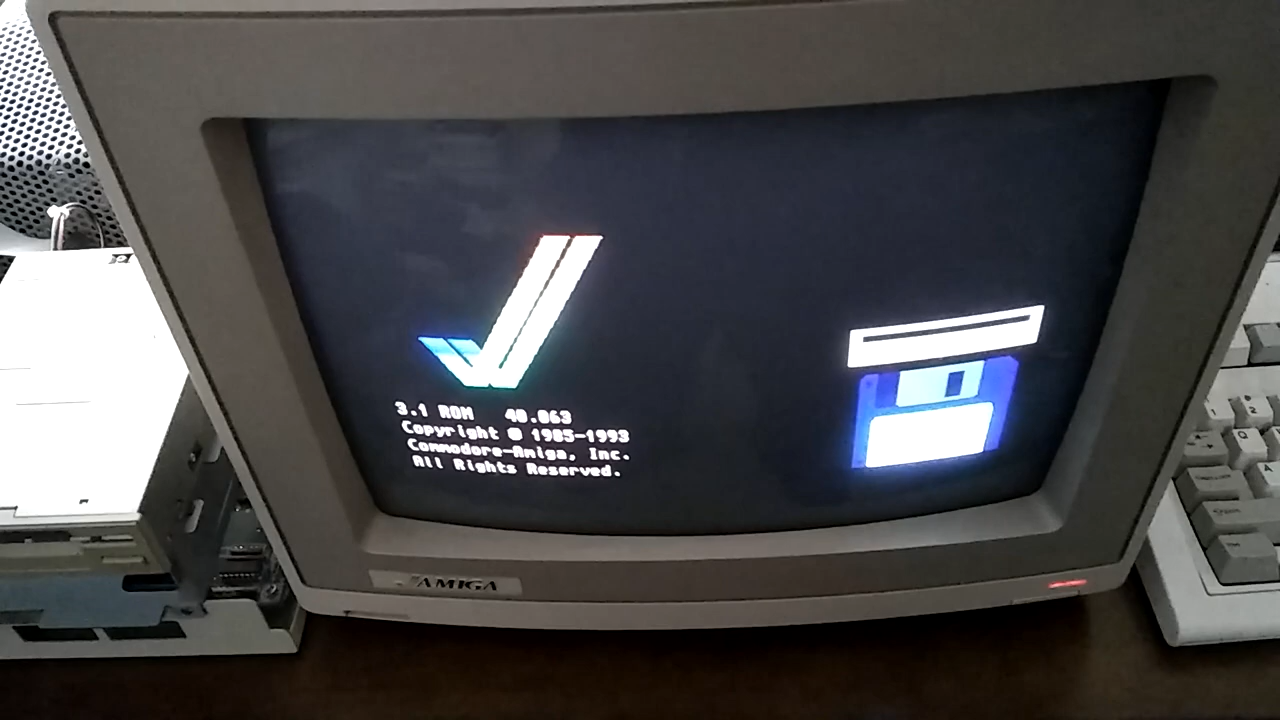 3.1 ROM 40.063
Copyright © 1985-1993
Commodore-Amiga, Inc.
All Rights Reserved.
AMIGA